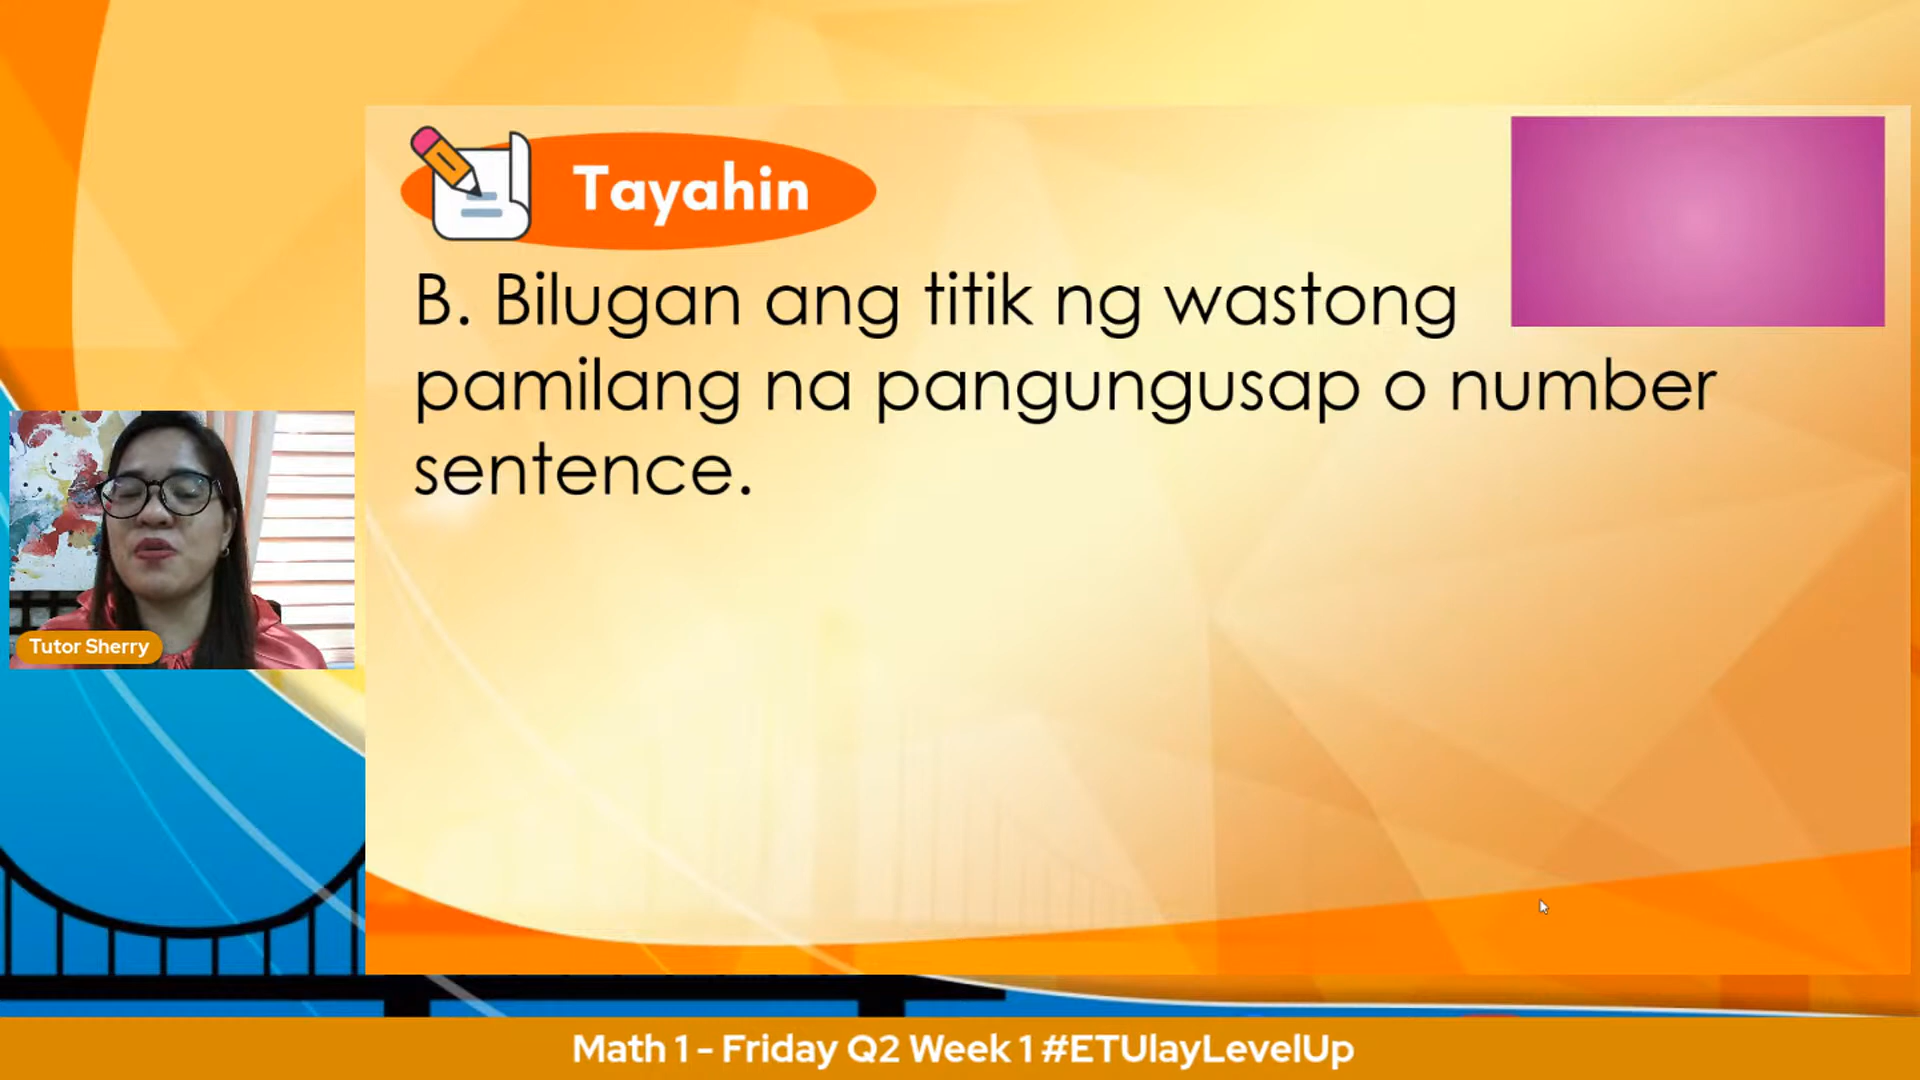 Tayahin
B. Bilugan ang titik ng wastong
pamilang na pangungusap o number
sentence.
Tutor Sherry
Math 1 - Friday Q2 Week 1 #ETUlayLevelUp